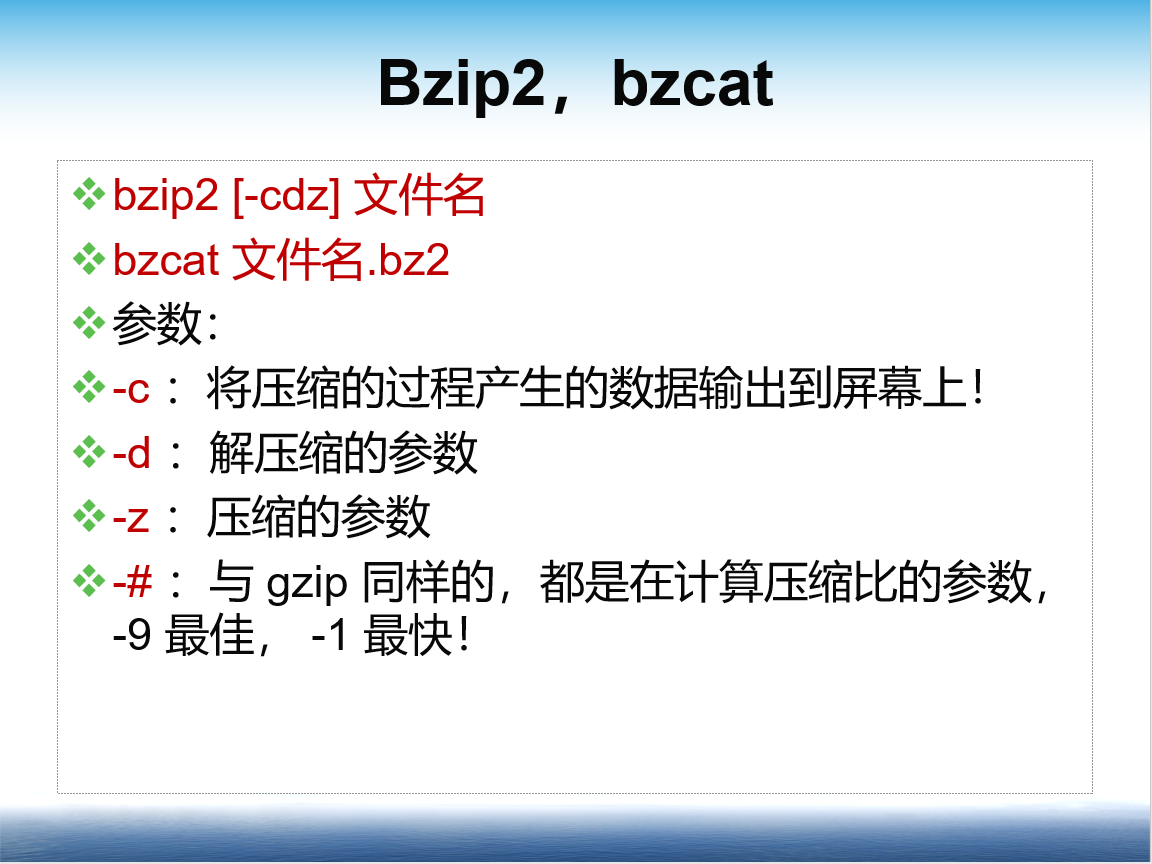 Bzip2，bzcat
bzip2 [-cdz] 文件名
bzcat 文件名.bz2
参数：
-c ：将压缩的过程产生的数据输出到屏幕上！
-d ：解压缩的参数
-z ：压缩的参数
-# ：与 gzip 同样的，都是在计算压缩比的参数，
-9 最佳， -1 最快！